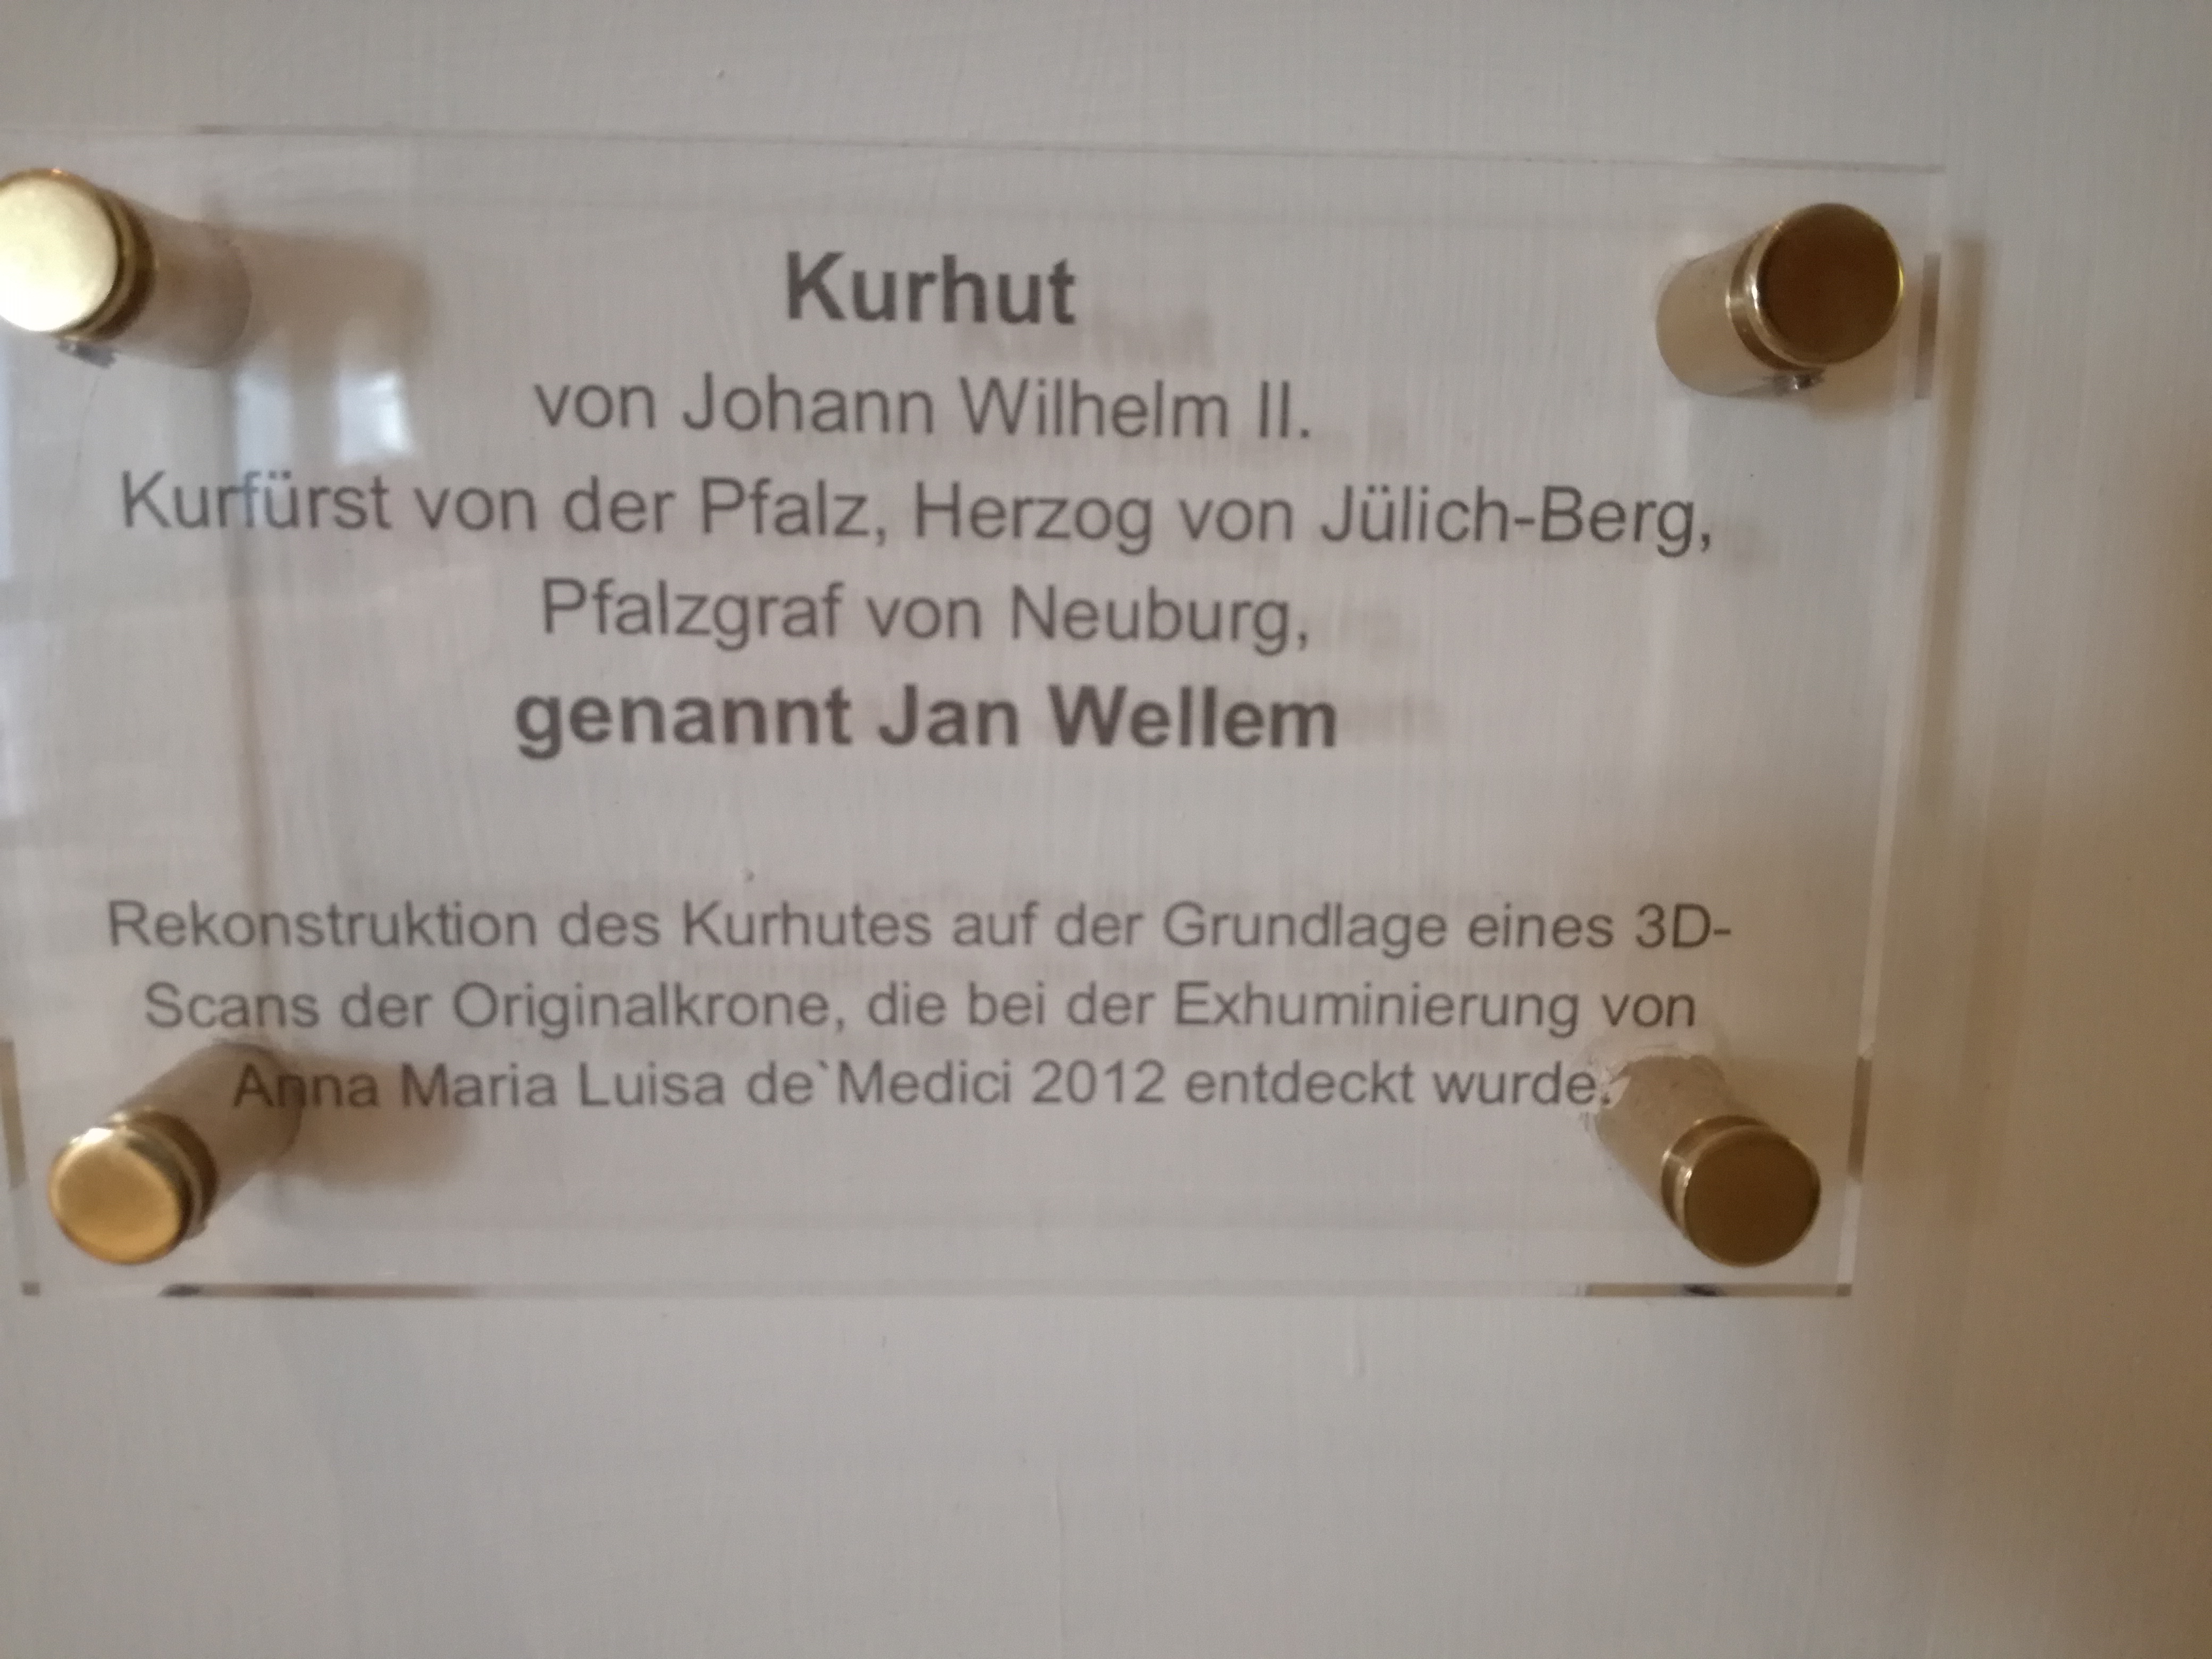 Kurhut
von Johann Wilhelm II.
Kurfürst von der Pfalz, Herzog von Jülich-Berg,
Pfalzgraf von Neuburg,
genannt Jan Wellem
Rekonstruktion des Kurhutes auf der Grundlage eines 3D-
Scans der Originalkrone, die bei der Exhuminierung von
Anna Maria Luisa de`Medici 2012 entdeckt wurde.